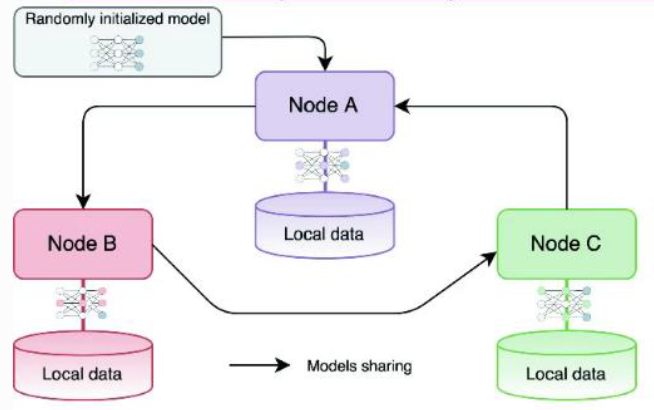 Randomly initialized model
Node A
Local data
Node B
Node C
Local data
Models sharing
Local data